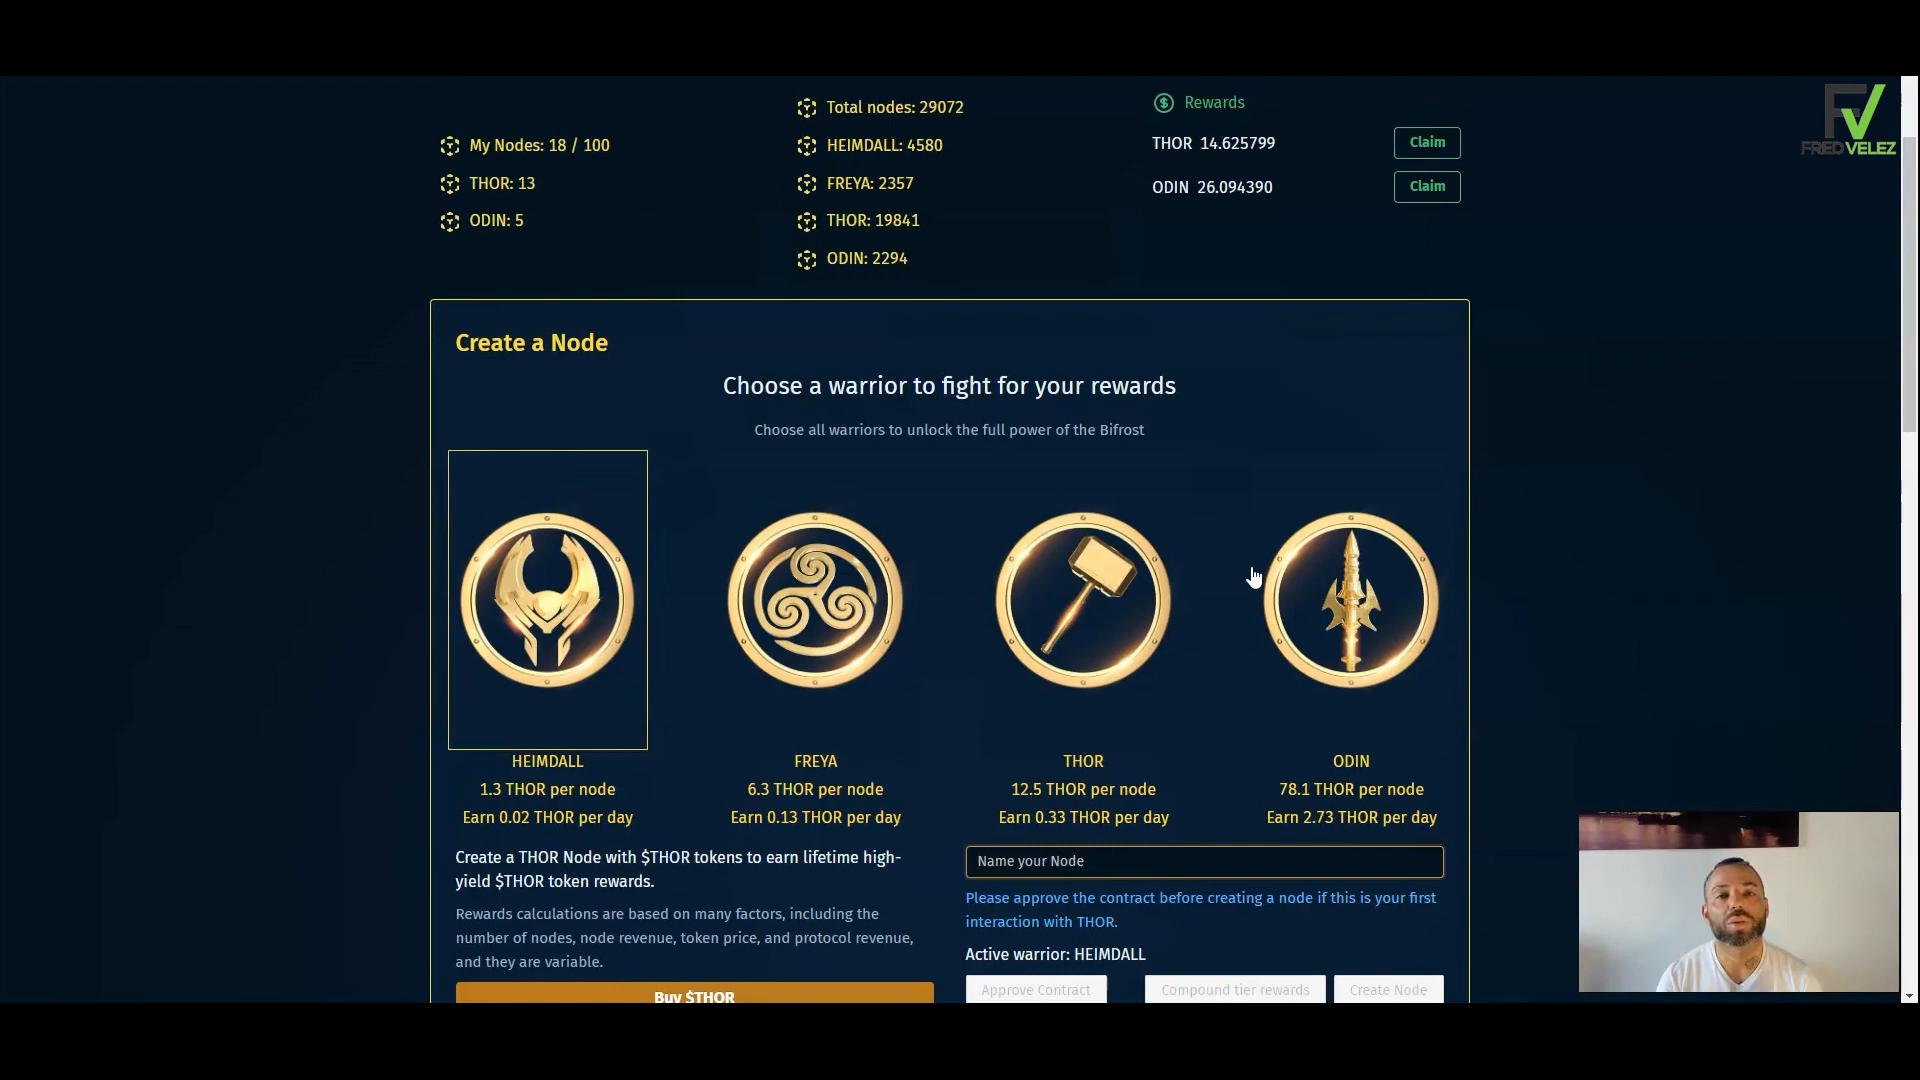 Total nodes: 29072
My Nodes: 18 / 100
HEIMDALL: 4580
THOR: 13
FREYA: 2357
ODIN: 5
THOR: 19841
ODIN: 2294
Rewards
THOR 14.625799
Claim
ODIN 26.094390
Claim
FV
FRED VELEZ
Create a Node
Choose a warrior to fight for your rewards
Choose all warriors to unlock the full power of the Bifrost
HEIMDALL
1.3 THOR per node
Earn 0.02 THOR per day
FREYA
6.3 THOR per node
Earn 0.13 THOR per day
THOR
12.5 THOR per node
Earn 0.33 THOR per day
ODIN
78.1 THOR per node
Earn 2.73 THOR per day
Create a THOR Node with $THOR tokens to earn lifetime high-
yield $THOR token rewards.
Rewards calculations are based on many factors, including the
number of nodes, node revenue, token price, and protocol revenue,
and they are variable.
Buy $THOR
Name your Node
Please approve the contract before creating a node if this is your first
interaction with THOR.
Active warrior: HEIMDALL
Approve Contract
Compound tier rewards
Create Node